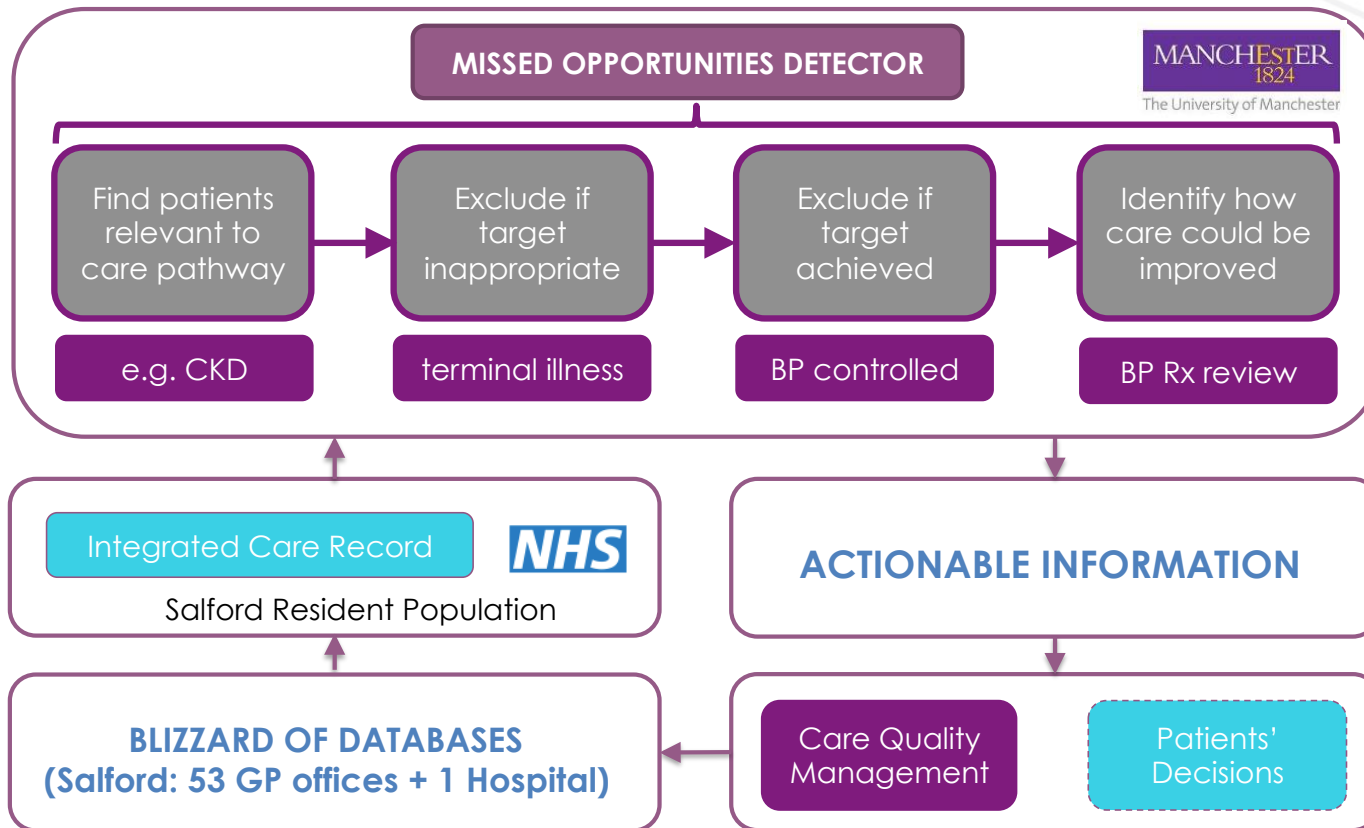 MISSED OPPORTUNITIES DETECTOR
MANCHESTER
1824
The University of Manchester
Find patients
relevant to
care pathway
Exclude if
target
inappropriate
Exclude if
target
achieved
Identify how
care could be
improved
e.g. CKD
terminal illness
BP controlled
BP Rx review
Integrated Care Record
NHS
Salford Resident Population
ACTIONABLE INFORMATION
BLIZZARD OF DATABASES
(Salford: 53 GP offices + 1 Hospital)
Care Quality
Management
Patients'
Decisions